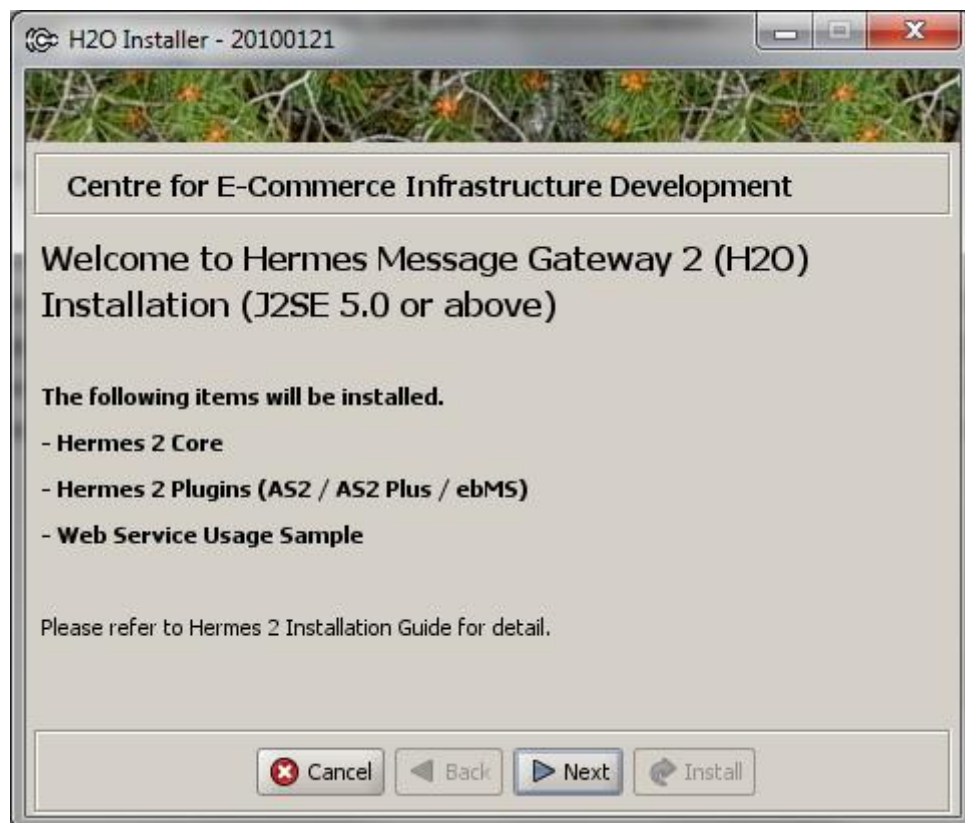 H2O Installer - 20100121
Centre for E-Commerce Infrastructure Development
Welcome to Hermes Message Gateway 2 (H2O)
Installation (J2SE 5.0 or above)
The following items will be installed.
- Hermes 2 Core
- Hermes 2 Plugins (AS2 / AS2 Plus / ebMS)
- Web Service Usage Sample
Please refer to Hermes 2 Installation Guide for detail.
Cancel Back Next Install